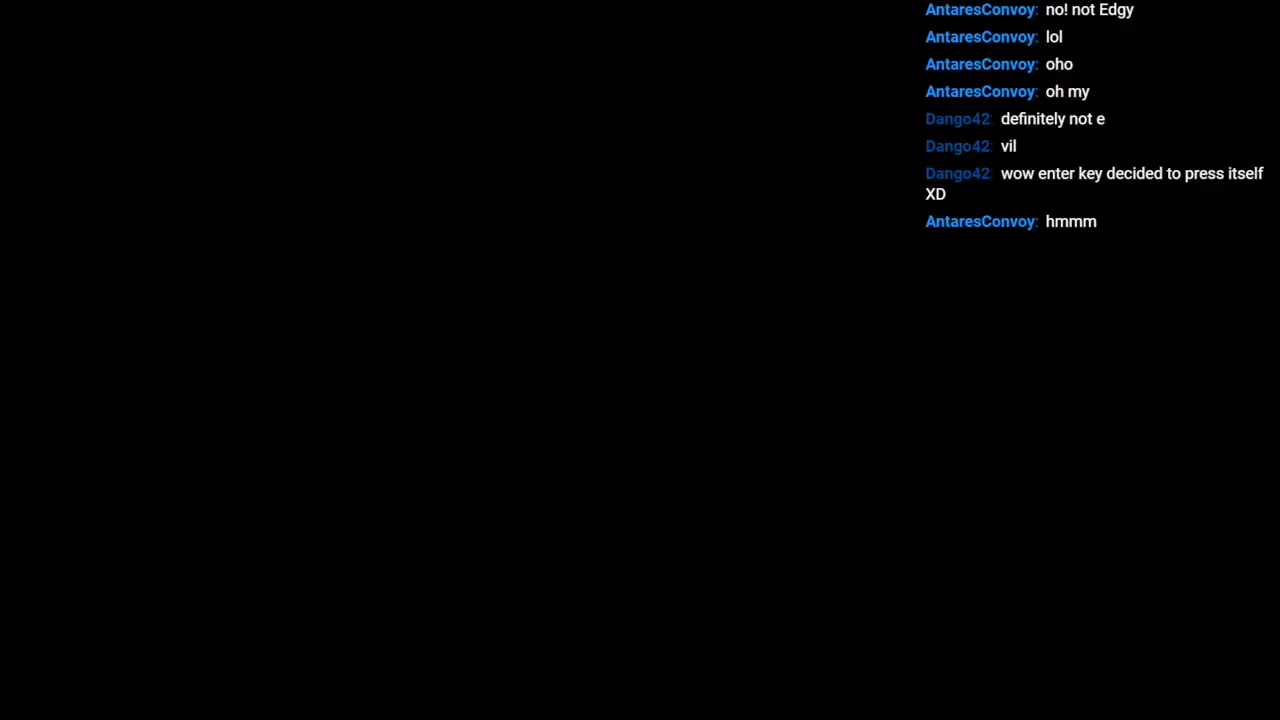 AntaresConvoy: no! not Edgy
AntaresConvoy: lol
AntaresConvoy: oho
AntaresConvoy: oh my
Dango42: definitely not e
Dango42: vil
Dango42: wow enter key decided to press itself
XD
AntaresConvoy: hmmm